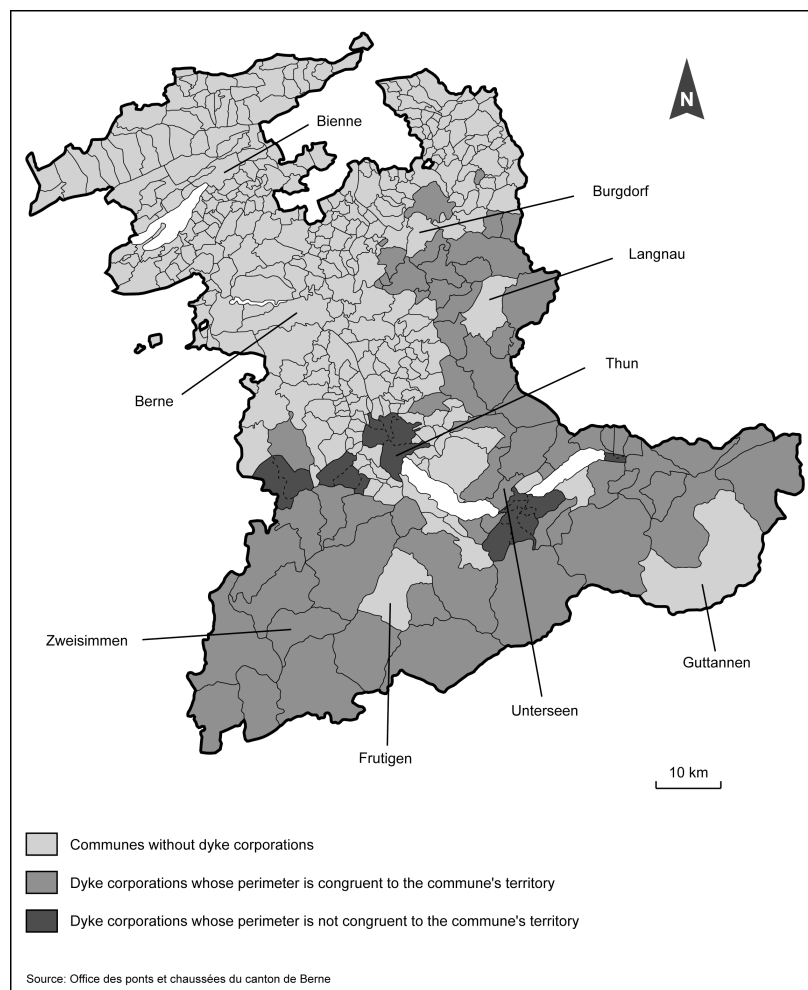 N
Bienne
Burgdorf
Langnau
Thun
Berne
Zweisimmen
Guttannen
Unterseen
Frutigen
10 km
Communes without dyke corporations
Dyke corporations whose perimeter is congruent to the commune's territory
Dyke corporations whose perimeter is not congruent to the commune's territory
Source: Office des ponts et chaussées du canton de Berne